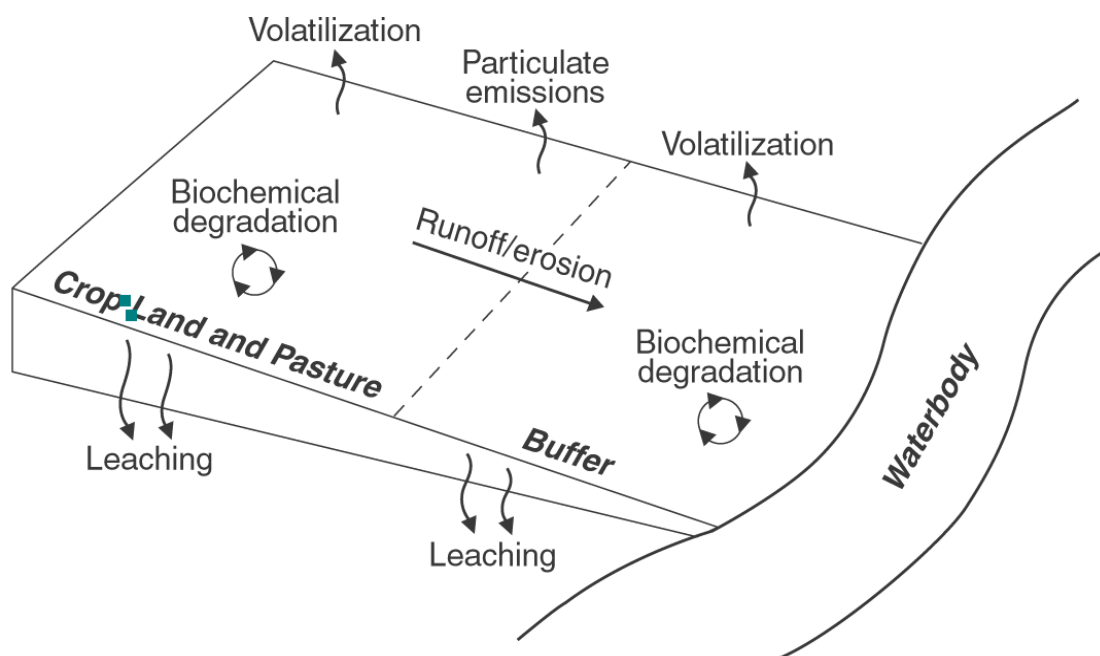 Volatilization
Particulate
emissions
Volatilization
Biochemical
degradation
Runoff/erosion
Crop Land and Pasture
Biochemical
degradation
Buffer
Waterbody
Leaching
Leaching